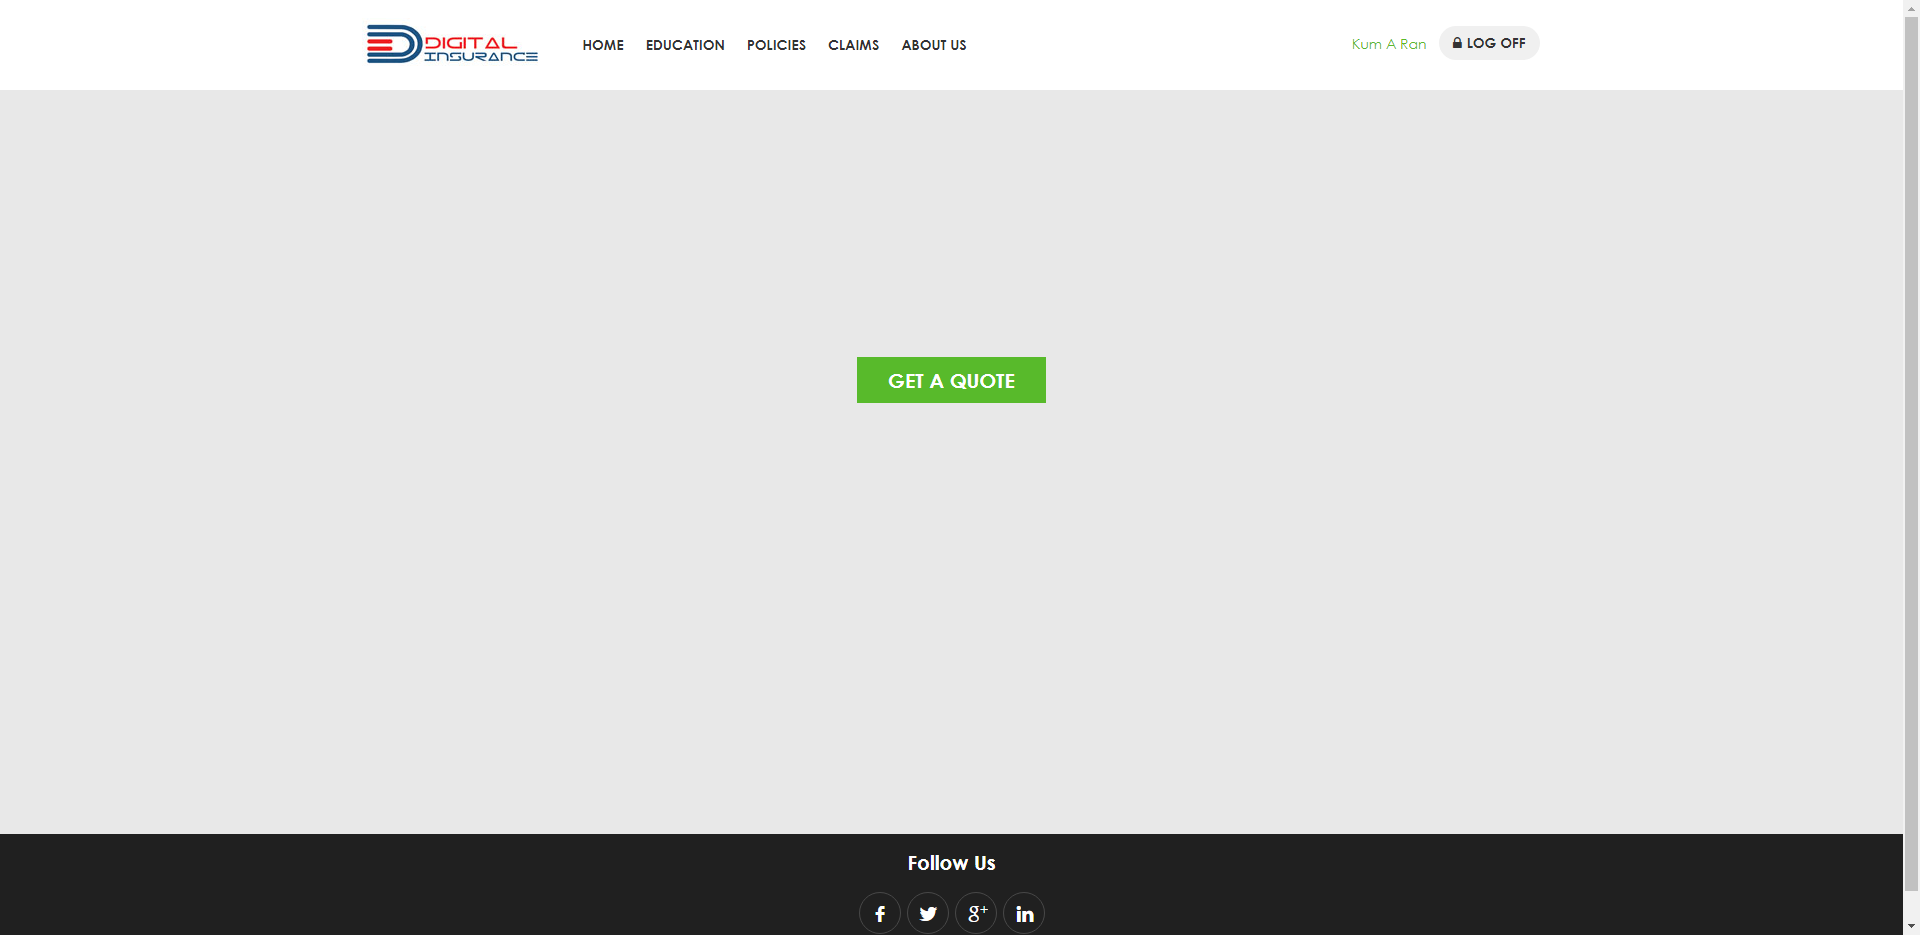 DIGITAL
INSURANCE
HOME EDUCATION POLICIES CLAIMS ABOUT US
Kum A Ran LOG OFF
GET A QUOTE
Follow Us
f g+ in